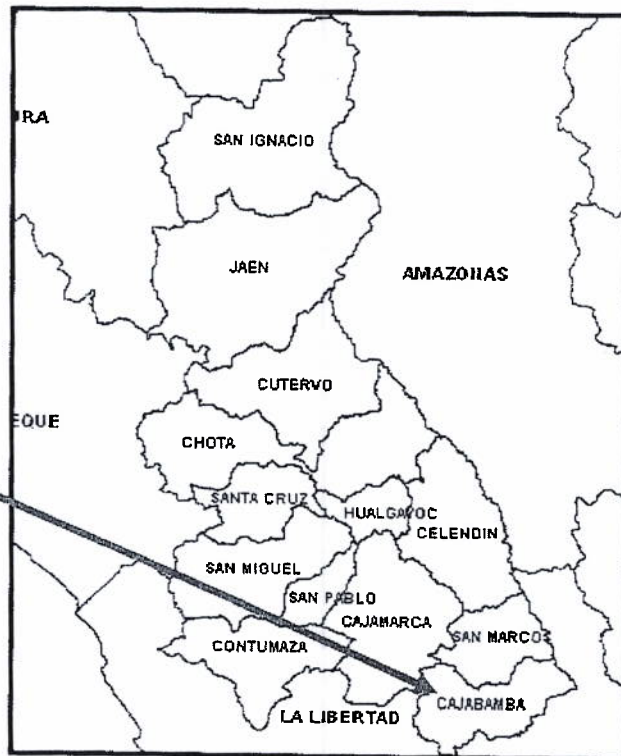 RA
SAN IGNACIO
JAEN
AMAZONAS
CUTERVO
EQUE
CHOTA
SANTA CRUZ
HUALGAYOC
CELENDIN
SAN MIGUEL
SAN PABLO
CAJAMARCA
SAN MARCOS
CONTUMAZA
CAJABAMBA
LA LIBERTAD